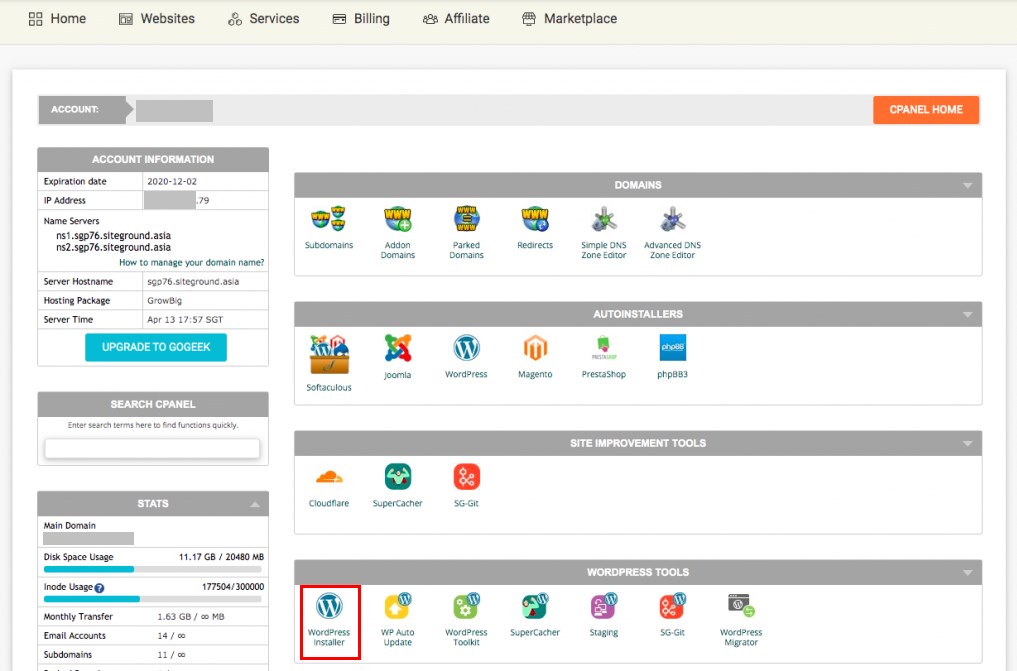 Home Websites Services Billing Affiliate Marketplace
ACCOUNT:
CPANEL HOME
ACCOUNT INFORMATION
Expiration date 2020-12-02
IP Address .79
Name Servers
ns1.sgp76.siteground.asia
ns2.sgp76.siteground.asia
How to manage your domain name?
Server Hostname sgp76.siteground.asia
Hosting Package GrowBig
Server Time Apr 13 17:57 SGT
UPGRADE TO GOGEEK
SEARCH CPANEL
Enter search terms here to find functions quickly.
STATS
Main Domain
Disk Space Usage 11.17 GB / 20480 MB
Inode Usage ? 177504/300000
Monthly Transfer 1.63 GB / ∞ MB
Email Accounts 14 / ∞
Subdomains 11 / ∞
DOMAINS
Subdomains
Addon
Domains
Parked
Domains
Redirects
Simple DNS
Zone Editor
Advanced DNS
Zone Editor
AUTOINSTALLERS
Softaculous
Joomla
WordPress
Magento
PRESTASHOP
PrestaShop
phpBB
phpBB3
SITE IMPROVEMENT TOOLS
Cloudflare
SuperCacher
SG-Git
WORDPRESS TOOLS
WordPress
Installer
WP Auto
Update
WordPress
Toolkit
SuperCacher
Staging
SG-Git
WordPress
Migrator